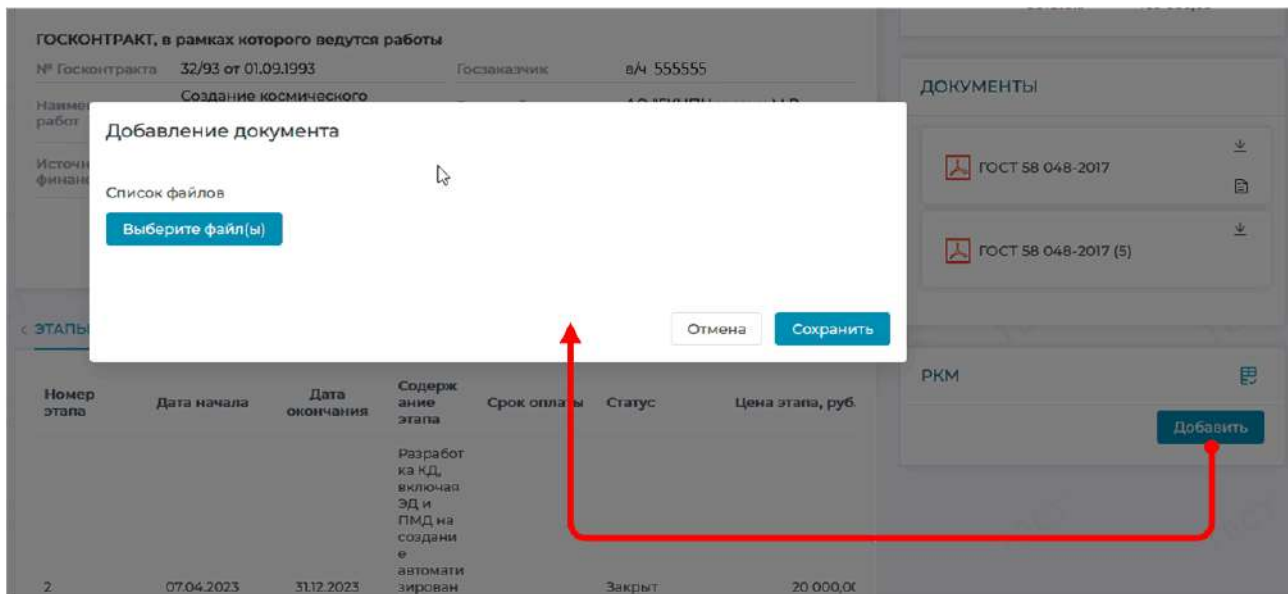 ГОСКОНТРАКТ, в рамках которого ведутся работы
№ Госконтракта 32/93 от 01.09.1993 Госзаказчик в/ч 555555
Создание космического
работ
Добавление документа
Список файлов
Выберите файл(ы)
Отмена Сохранить
ДОКУМЕНТЫ
ГОСТ 58 048-2017
ГОСТ 58 048-2017 (5)
РКМ
Добавить
Номер этапа Дата начала Дата окончания Содерж
ание
этапа Срок оплаты Статус Цена этапа, руб.
Разработ
ка КД,
включая
ЭД и
ПМД на
создани
е
автомати
2 07.04.2023 31.12.2023 зирован Закрыт 20 000,0